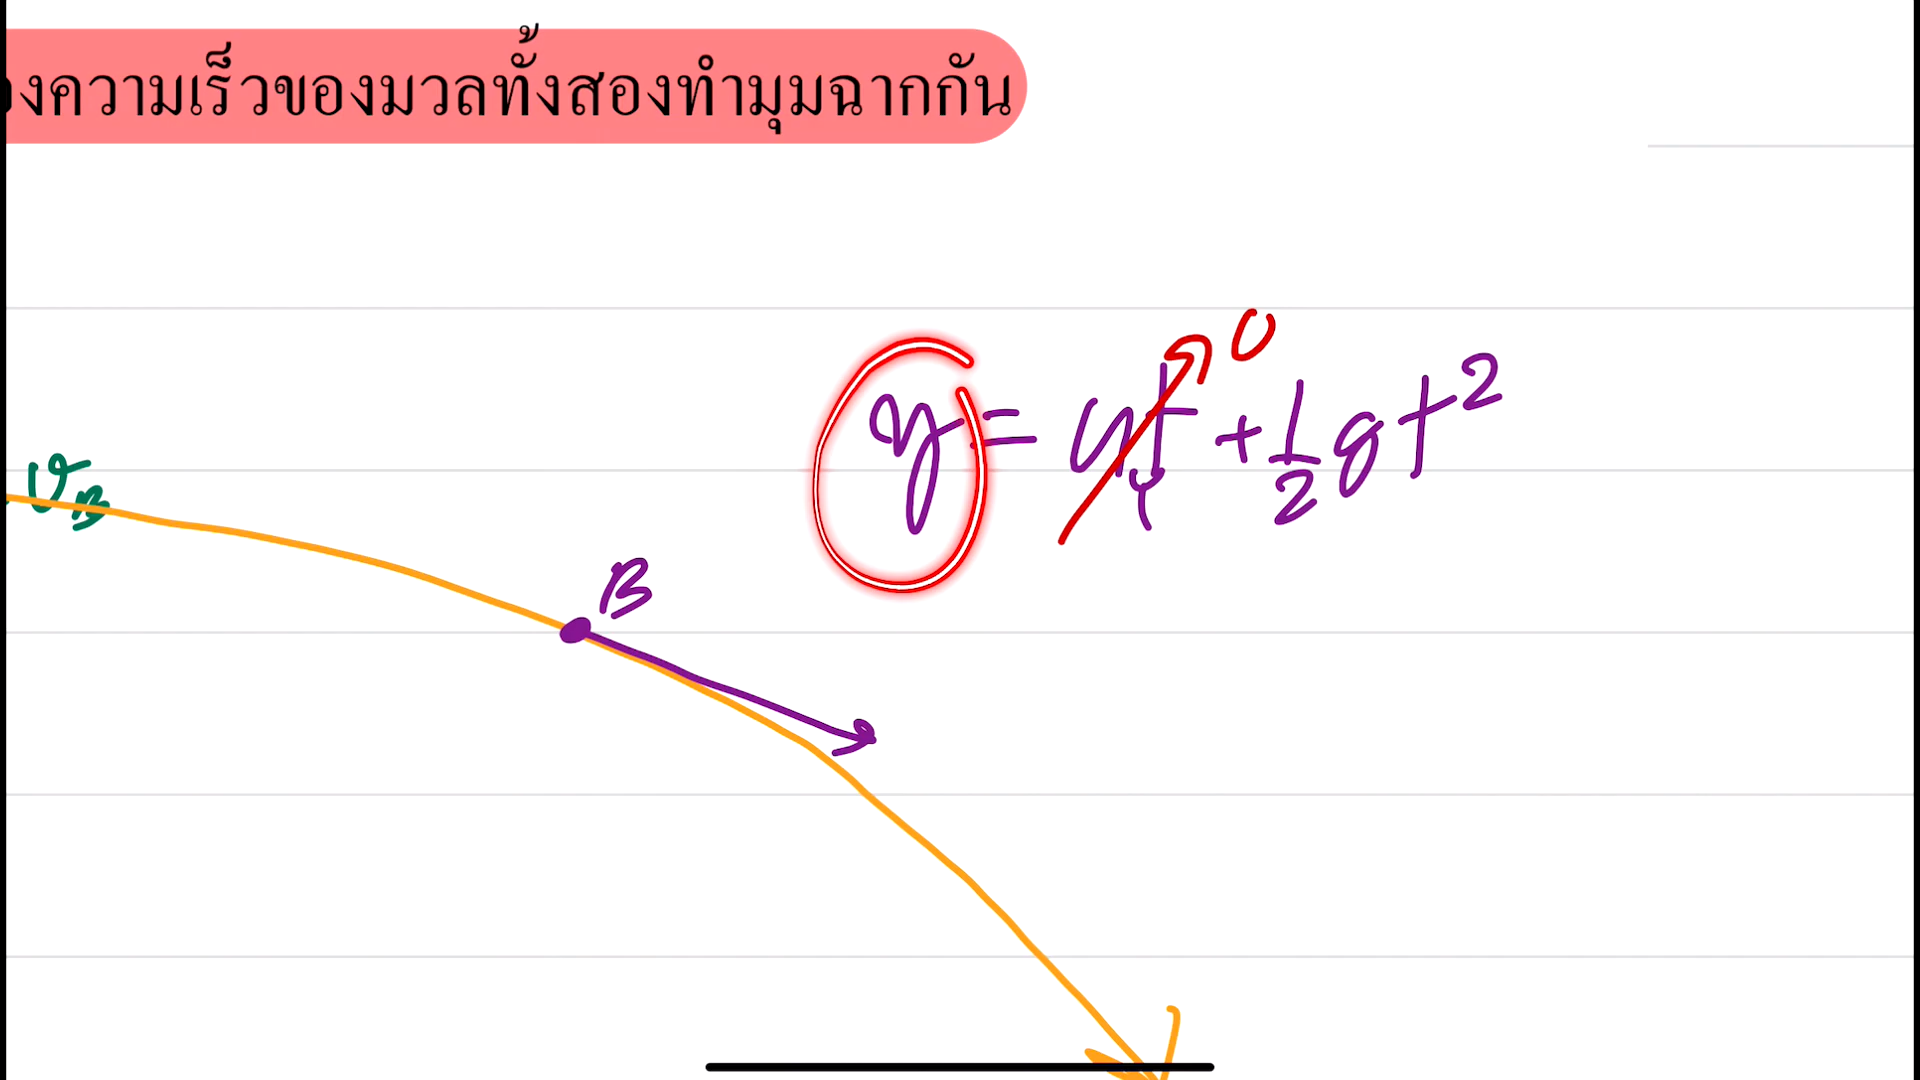 องความเร็วของมวลทั้งสองทำมุมฉากกัน
y = u_y t + 1/2 g t² 0
v_B
B